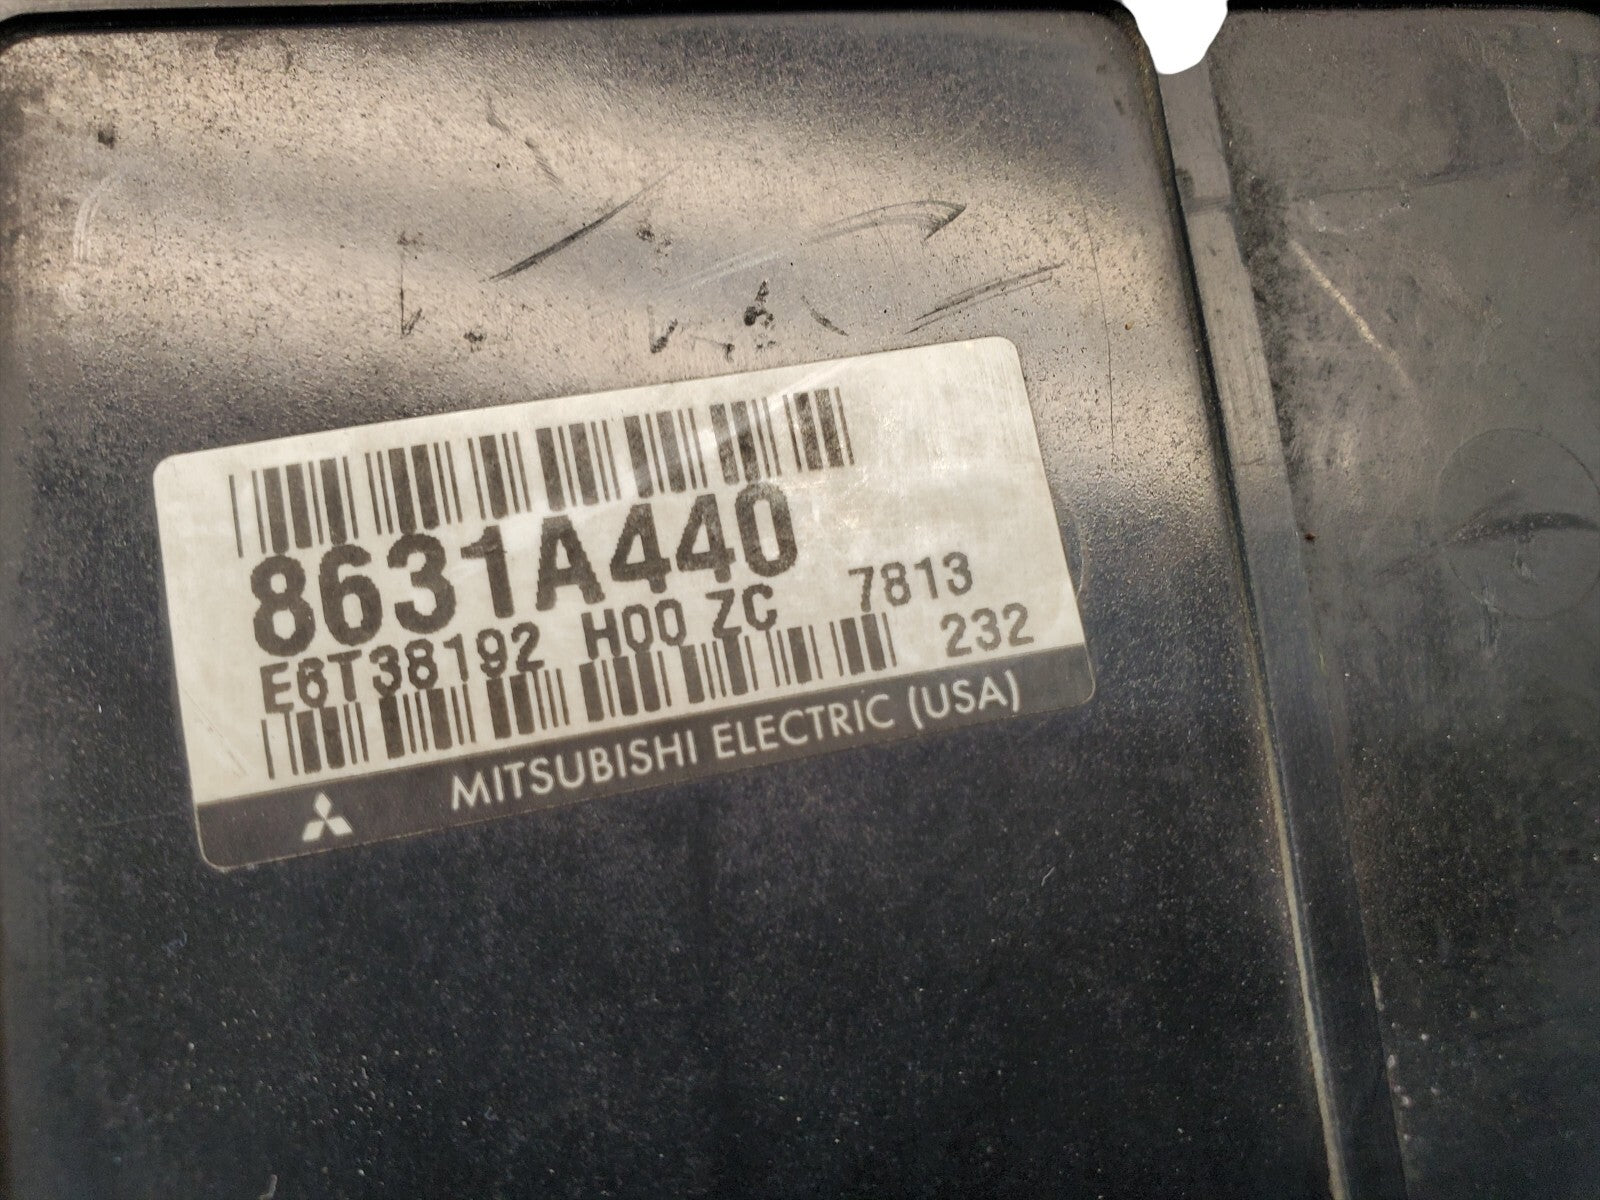 8631A440
E6T38192 H00 ZC 7813
232
MITSUBISHI ELECTRIC (USA)